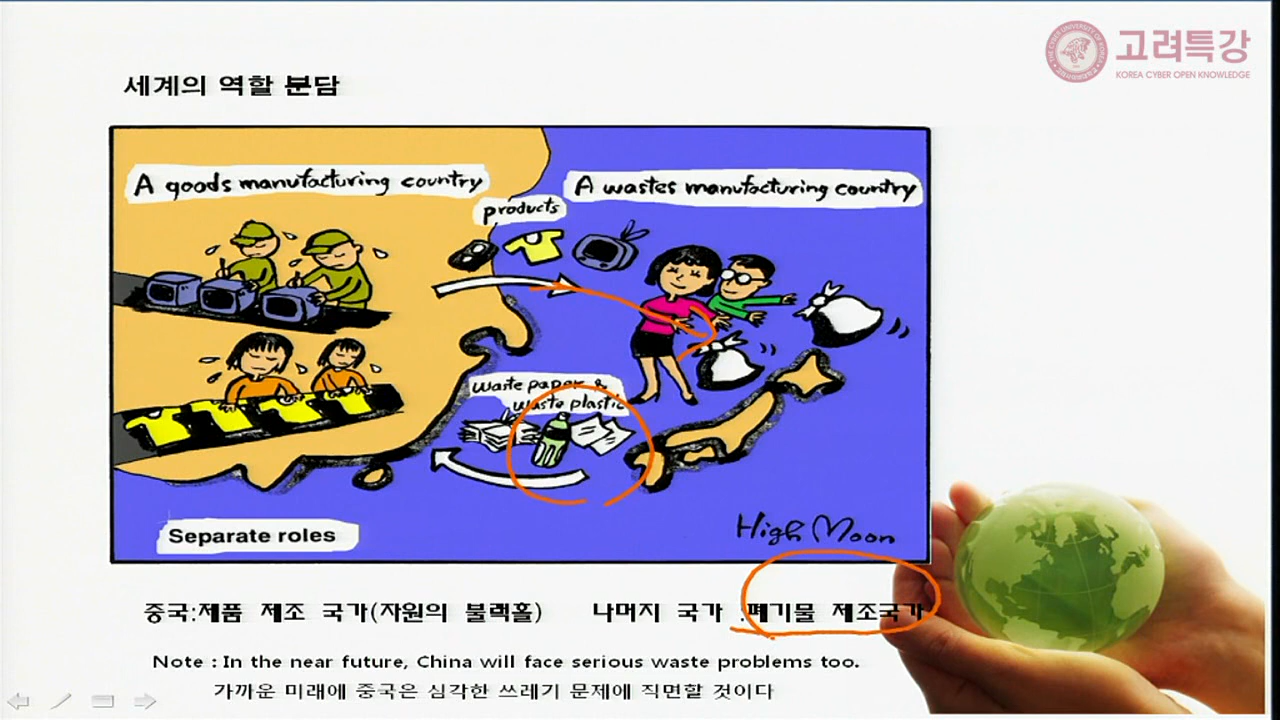 고려특강
KOREA CYBER OPEN KNOWLEDGE
세계의 역할 분담
A goods manufacturing country
A wastes manufacturing country
products
waste paper &
waste plastic
Separate roles
High Moon
중국:제품 제조 국가(자원의 블랙홀) 나머지 국가 :폐기물 제조국가
Note : In the near future, China will face serious waste problems too.
가까운 미래에 중국은 심각한 쓰레기 문제에 직면할 것이다